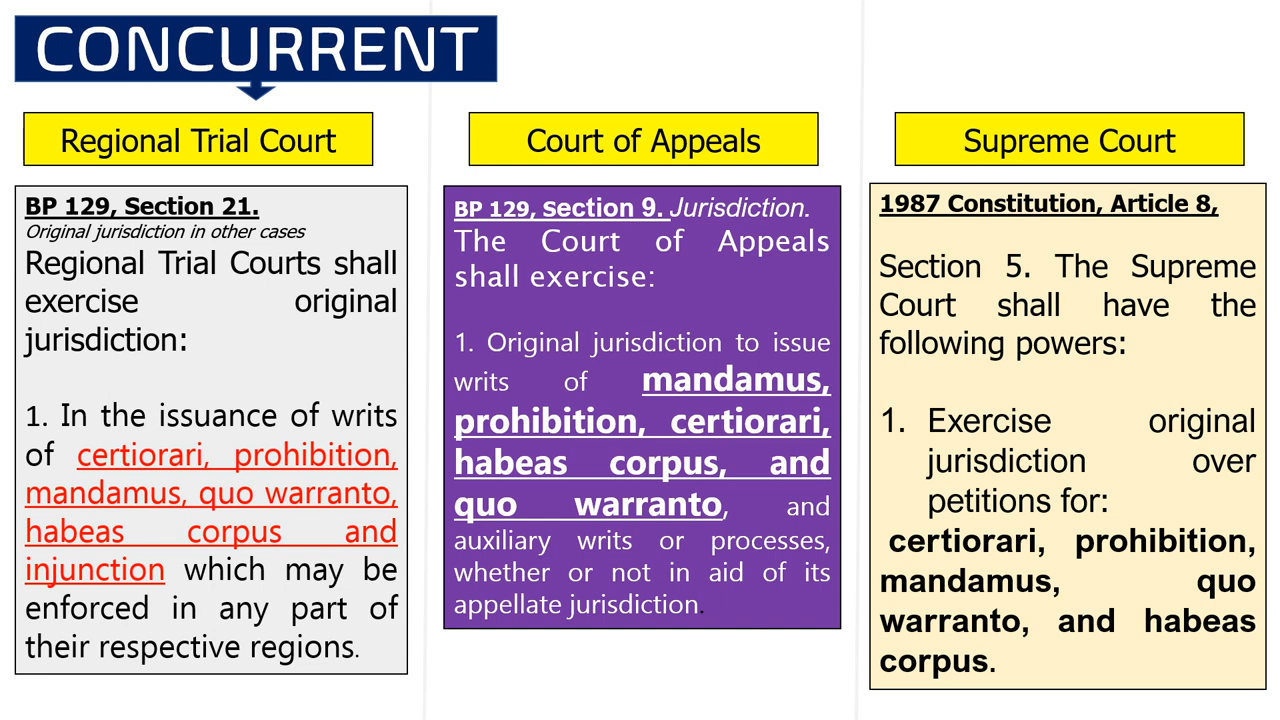 CONCURRENT
Regional Trial Court
BP 129, Section 21.
Original jurisdiction in other cases
Regional Trial Courts shall
exercise original
jurisdiction:
1. In the issuance of writs
of certiorari, prohibition,
mandamus, quo warranto,
habeas corpus and
injunction which may be
enforced in any part of
their respective regions.
Court of Appeals
BP 129, Section 9. Jurisdiction.
The Court of Appeals
shall exercise:
1. Original jurisdiction to issue
writs of mandamus,
prohibition, certiorari,
habeas corpus, and
quo warranto, and
auxiliary writs or processes,
whether or not in aid of its
appellate jurisdiction.
Supreme Court
1987 Constitution, Article 8,
Section 5. The Supreme
Court shall have the
following powers:
1. Exercise original
jurisdiction over
petitions for:
certiorari, prohibition,
mandamus, quo
warranto, and habeas
corpus.